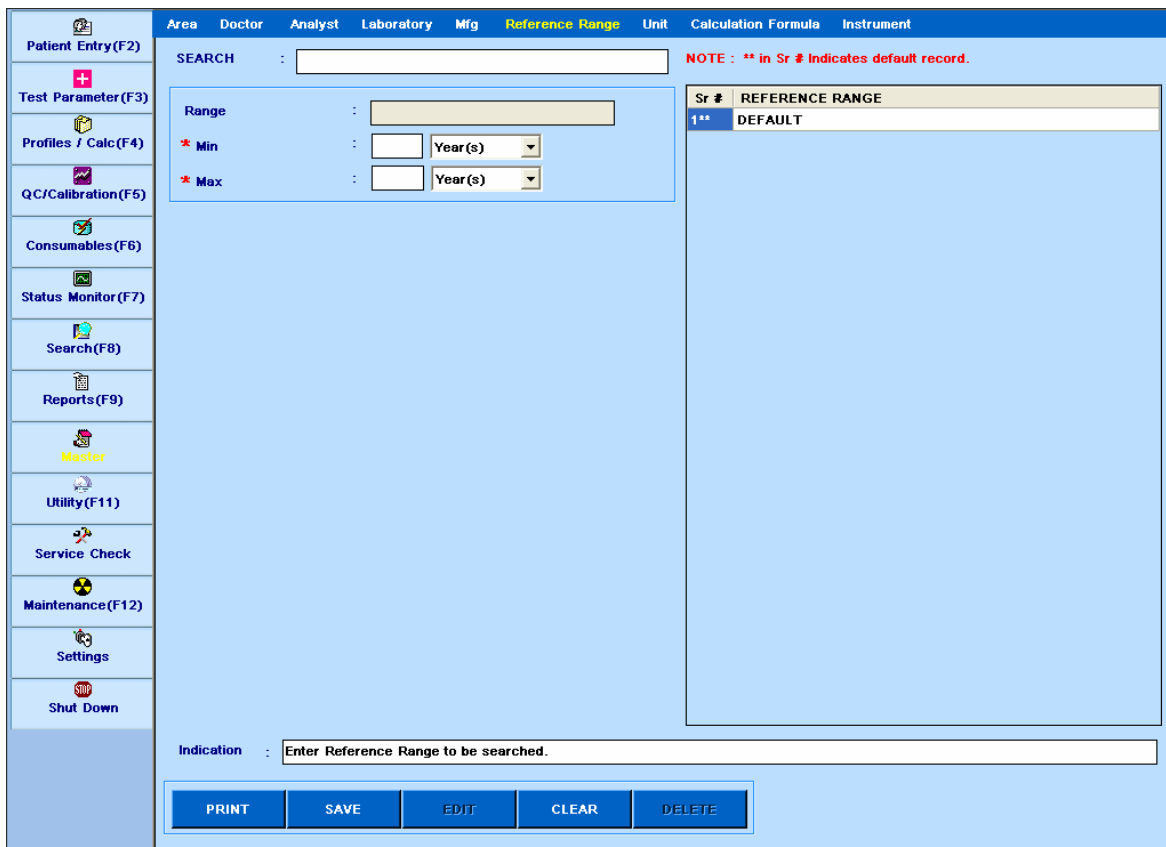 Patient Entry(F2)
Test Parameter(F3)
Profiles / Calc(F4)
QC/Calibration(F5)
Consumables(F6)
Status Monitor(F7)
Search(F8)
Reports(F9)
Master
Utility(F11)
Service Check
Maintenance(F12)
Settings
STOP
Shut Down
Area Doctor Analyst Laboratory Mfg Reference Range Unit Calculation Formula Instrument
SEARCH :
NOTE : ** in Sr # Indicates default record.
Range :
* Min : Year(s)
* Max : Year(s)
Sr # REFERENCE RANGE
1** DEFAULT
Indication : Enter Reference Range to be searched.
PRINT SAVE EDIT CLEAR DELETE